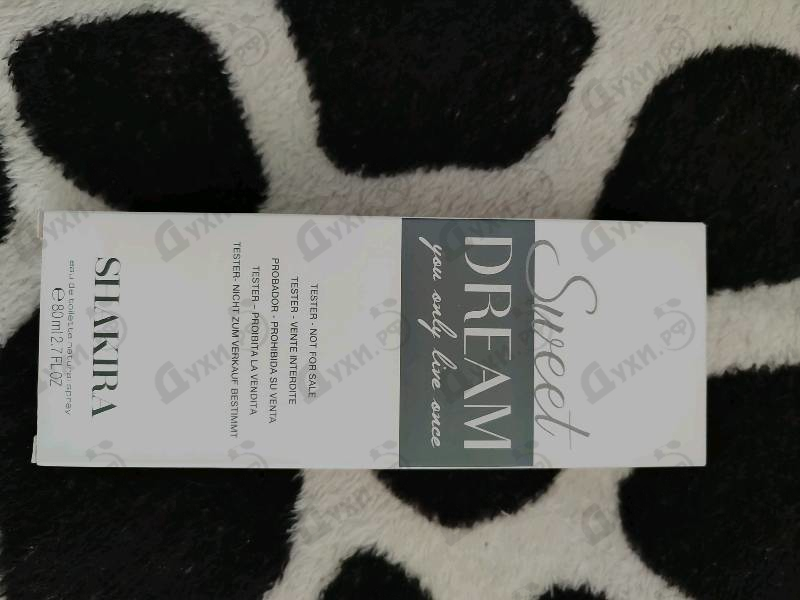 Sweet
DREAM
you only live once
TESTER - NOT FOR SALE
TESTER - VENTE INTERDITE
PROBADOR - PROHIBIDA SU VENTA
TESTER - PROIBITA LA VENDITA
TESTER- NICHT ZUM VERKAUF BESTIMMT
SHAKIRA
eau de toilette natural spray
℮80ml 2.7 FL.OZ
Духи.рф